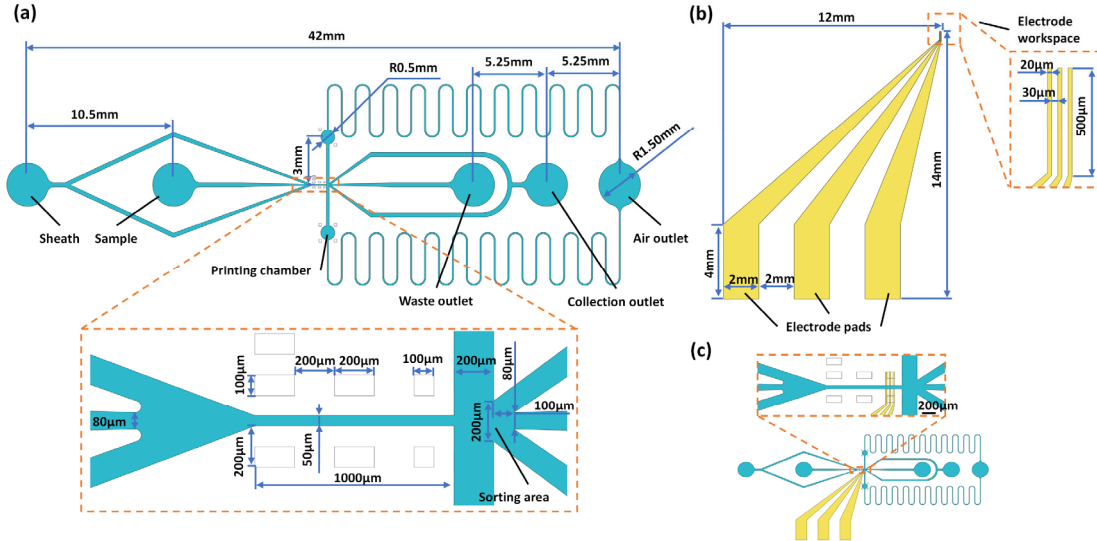 (a)
42mm
5.25mm
5.25mm
R0.5mm
10.5mm
3mm
R1.50mm
Sheath
Sample
Printing chamber
Waste outlet
Collection outlet
Air outlet
200μm
200μm
100μm
200μm
80μm
100μm
80μm
200μm
100μm
200μm
50μm
1000μm
Sorting area
(b)
12mm
Electrode
workspace
20μm
30μm
500μm
14mm
4mm
2mm
2mm
Electrode pads
(c)
200μm